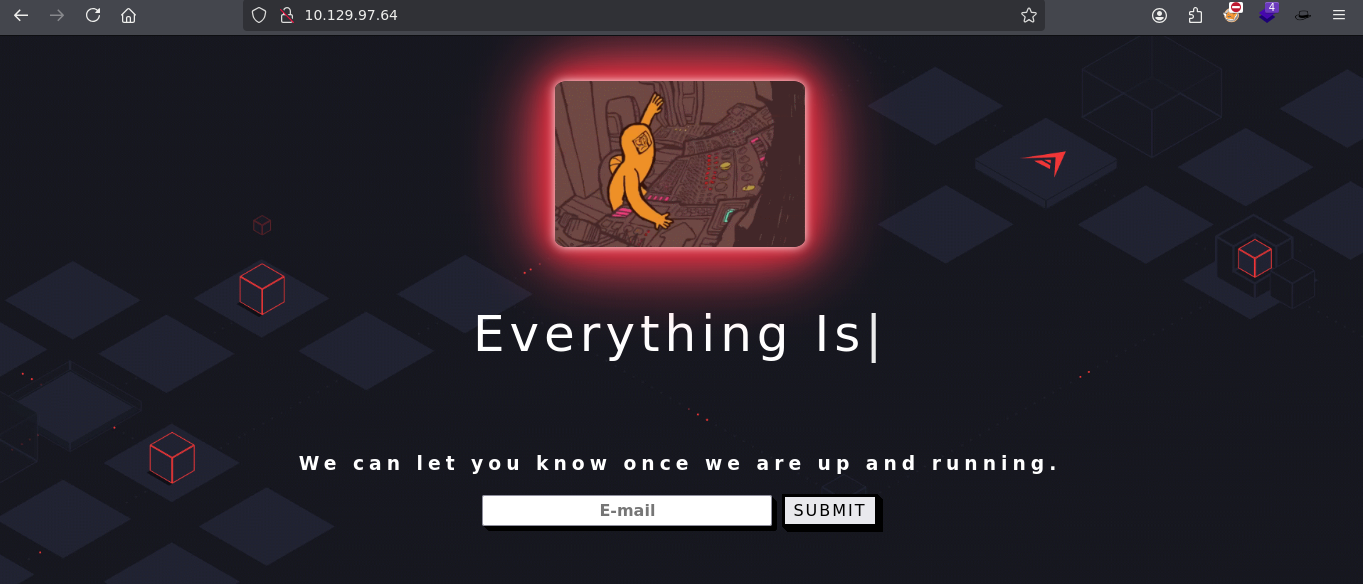 10.129.97.64
4
Everything Is|
We can let you know once we are up and running.
E-mail
SUBMIT